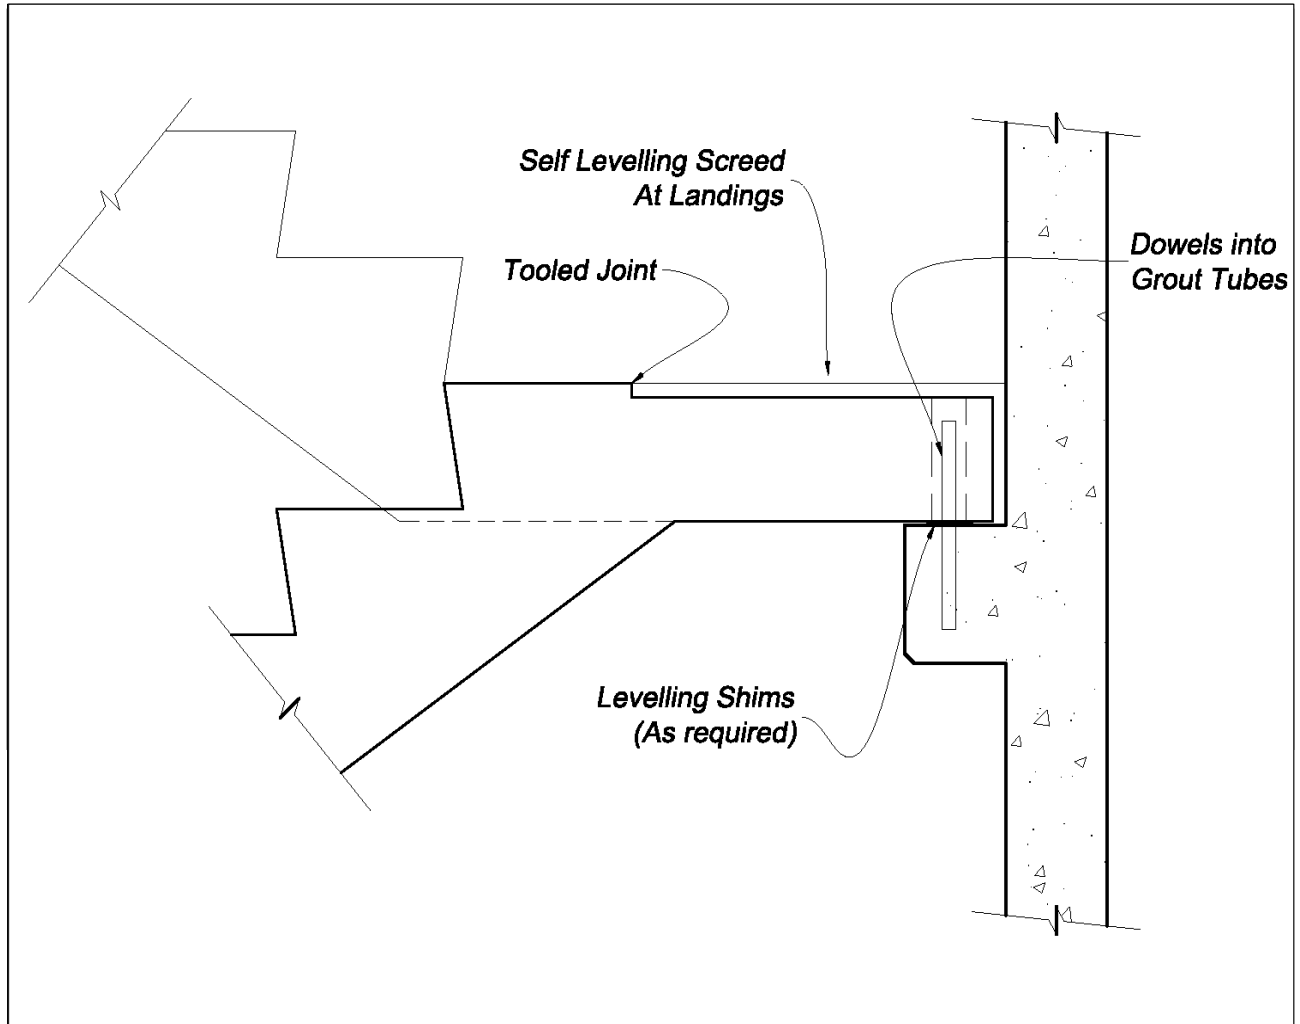 Self Levelling Screed
At Landings
Tooled Joint
Dowels into
Grout Tubes
Levelling Shims
(As required)